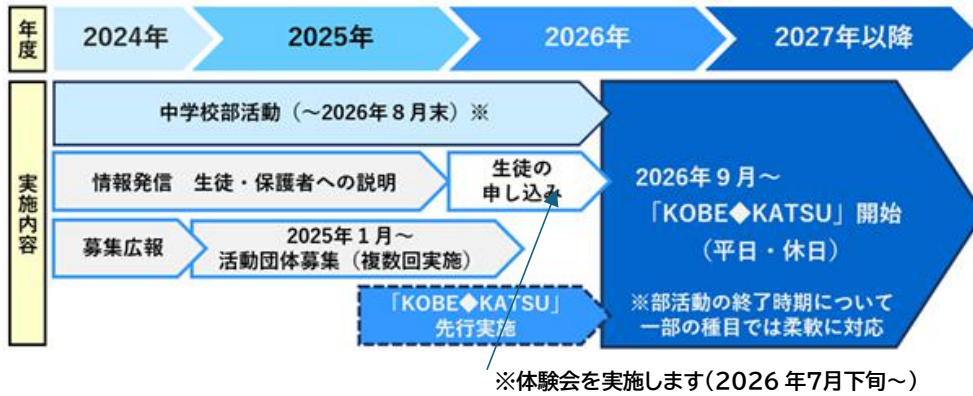 年度
2024年
2025年
2026年
2027年以降
実施内容
中学校部活動（～2026年８月末）※
情報発信　生徒・保護者への説明
生徒の
申し込み
募集広報
2025年１月～
活動団体募集（複数回実施）
「KOBE◆KATSU」
先行実施
2026年９月～
「KOBE◆KATSU」開始
（平日・休日）
※部活動の終了時期について
一部の種目では柔軟に対応
※体験会を実施します(2026年7月下旬～)